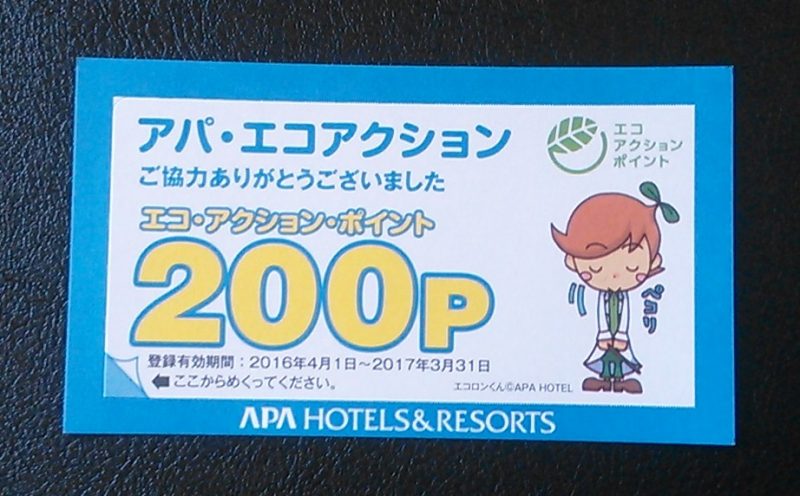 アパ・エコアクション
ご協力ありがとうございました
エコ
アクション
ポイント
エコ・アクション・ポイント
200P
ペコリ
登録有効期間：2016年4月1日～2017年3月31日
ここからめくってください。
エコロンくん©APA HOTEL
APA HOTELS&RESORTS